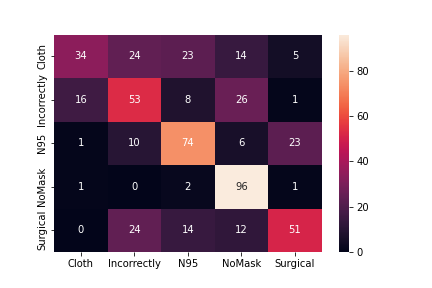 Cloth 34 24 23 14 5
Incorrectly 16 53 8 26 1
N95 1 10 74 6 23
NoMask 1 0 2 96 1
Surgical 0 24 14 12 51
Cloth Incorrectly N95 NoMask Surgical
80
60
40
20
0